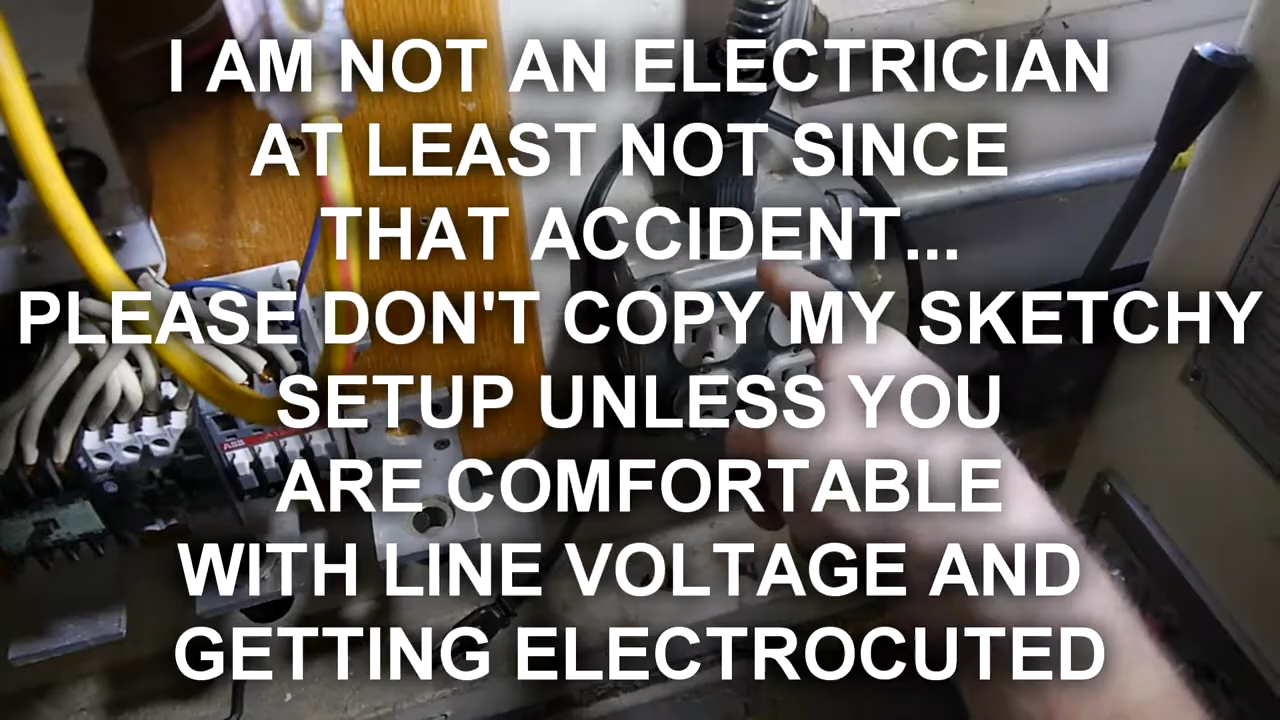 I AM NOT AN ELECTRICIAN
AT LEAST NOT SINCE
THAT ACCIDENT...
PLEASE DON'T COPY MY SKETCHY
SETUP UNLESS YOU
ARE COMFORTABLE
WITH LINE VOLTAGE AND
GETTING ELECTROCUTED
ABB